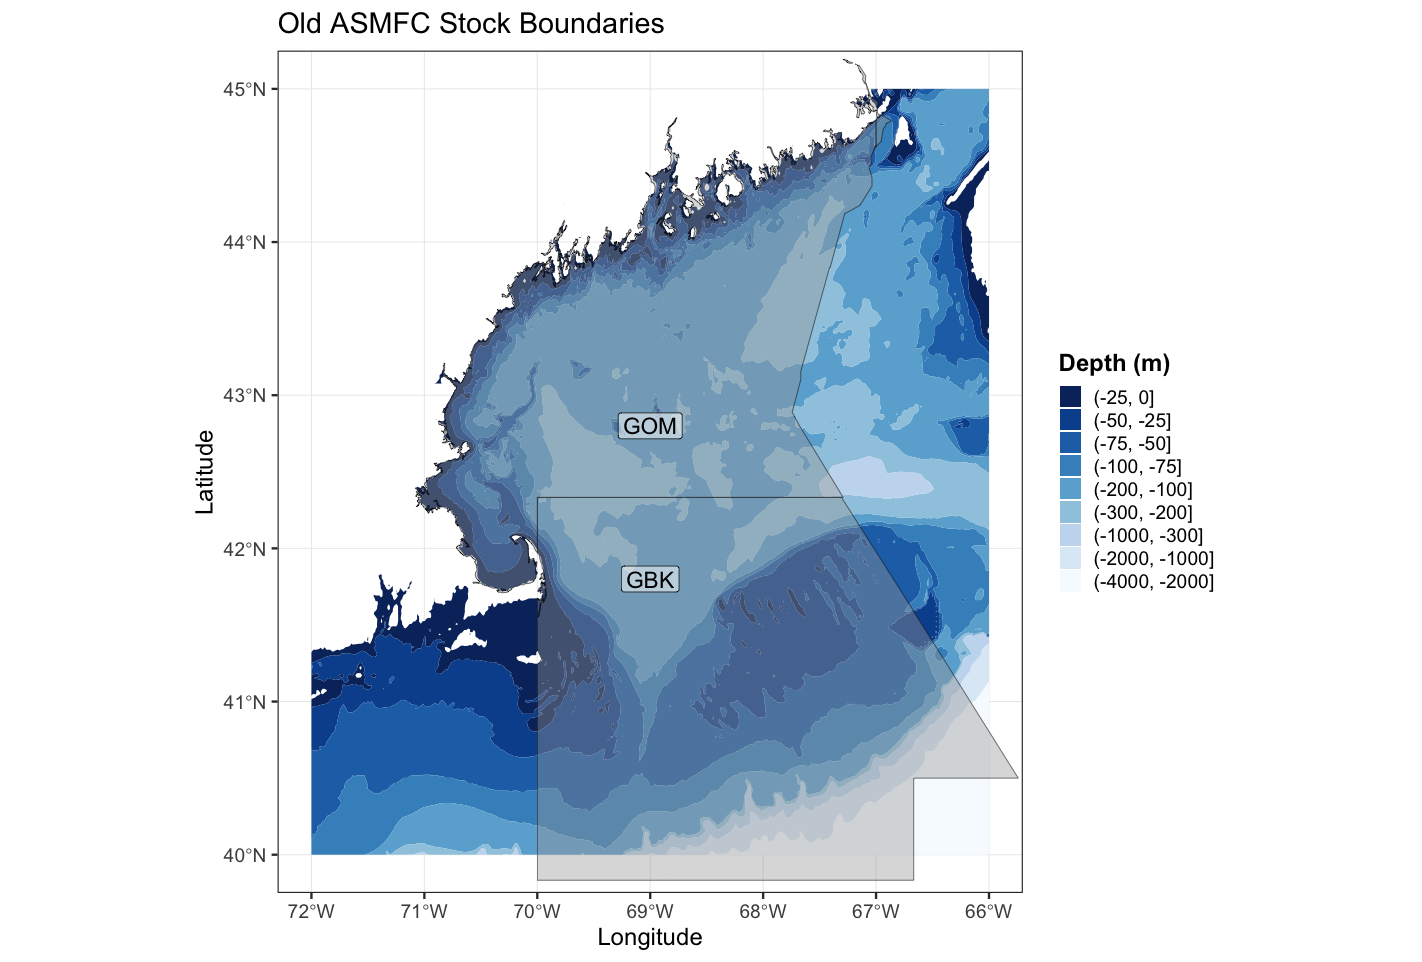 Old ASMFC Stock Boundaries
45°N
44°N
43°N
42°N
41°N
40°N
Latitude
GOM
GBK
72°W
71°W
70°W
69°W
68°W
67°W
66°W
Longitude
Depth (m)
(-25, 0]
(-50, -25]
(-75, -50]
(-100, -75]
(-200, -100]
(-300, -200]
(-1000, -300]
(-2000, -1000]
(-4000, -2000]